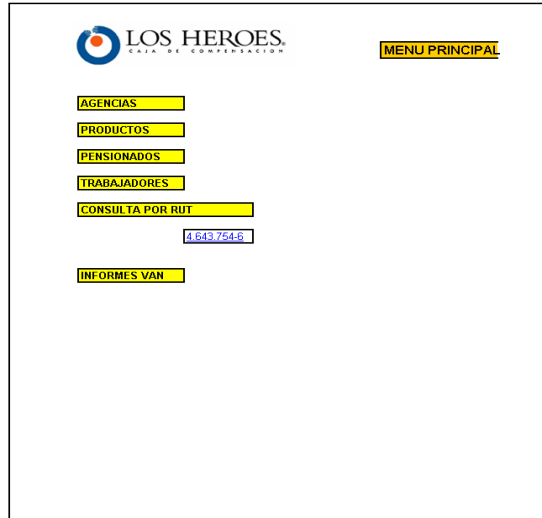 LOS HEROES.
CAJA DE COMPENSACION
MENU PRINCIPAL
AGENCIAS
PRODUCTOS
PENSIONADOS
TRABAJADORES
CONSULTA POR RUT
4.643.754-6
INFORMES VAN